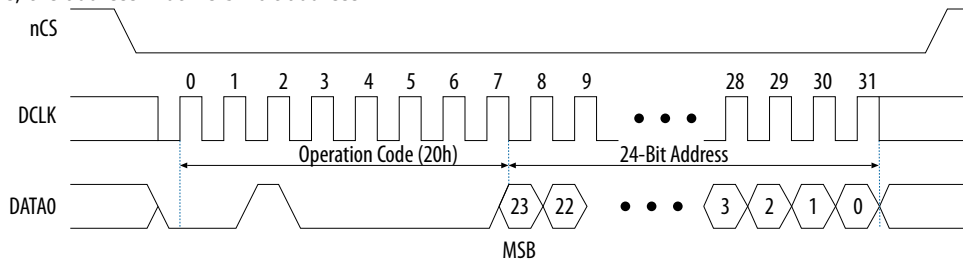 nCS
0 1 2 3 4 5 6 7 8 9 28 29 30 31
DCLK
Operation Code (20h) 24-Bit Address
DATA0 23 22 3 2 1 0
MSB